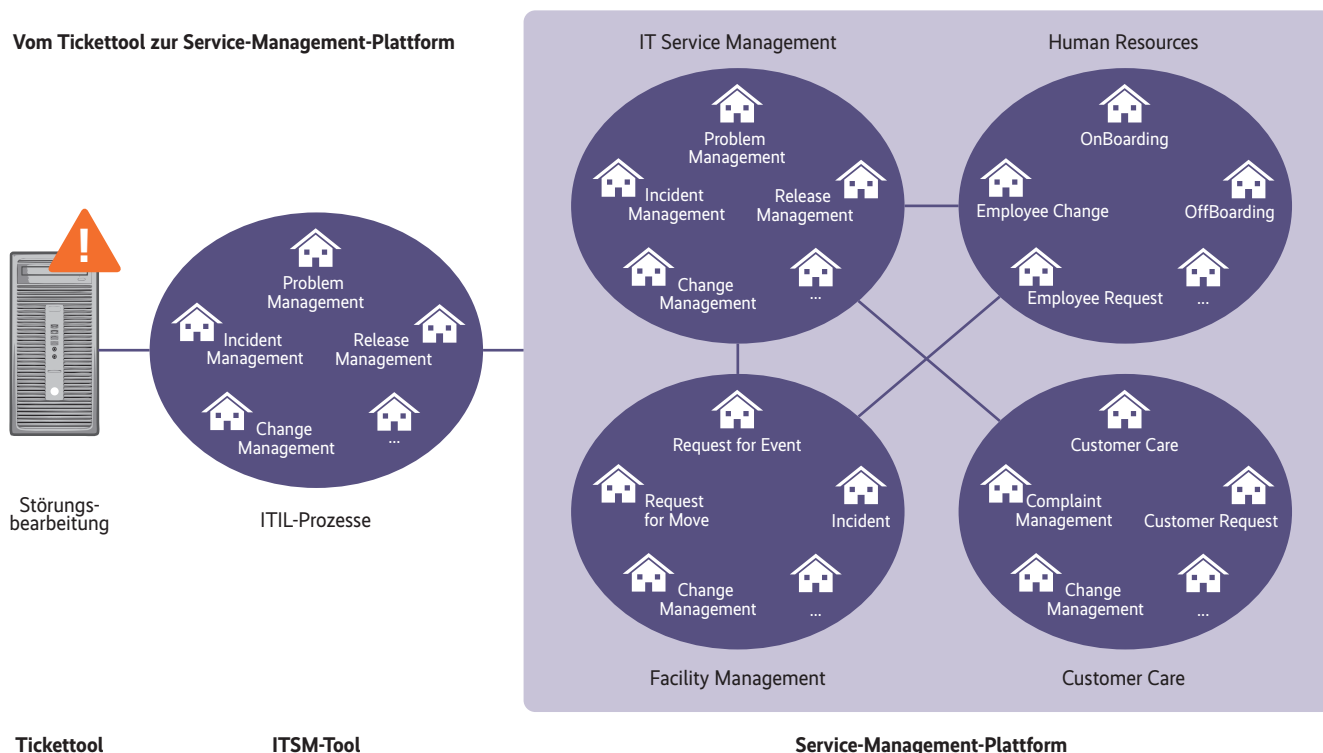 Vom Tickettool zur Service-Management-Plattform
IT Service Management
Human Resources
Problem
Management
Incident
Management
Release
Management
Change
Management
...
OnBoarding
Employee Change
OffBoarding
Employee Request
...
!
Problem
Management
Incident
Management
Release
Management
Change
Management
...
Störungs-
bearbeitung
ITIL-Prozesse
Request for Event
Request
for Move
Incident
Change
Management
...
Customer Care
Complaint
Management
Customer Request
Change
Management
...
Facility Management
Customer Care
Tickettool
ITSM-Tool
Service-Management-Plattform